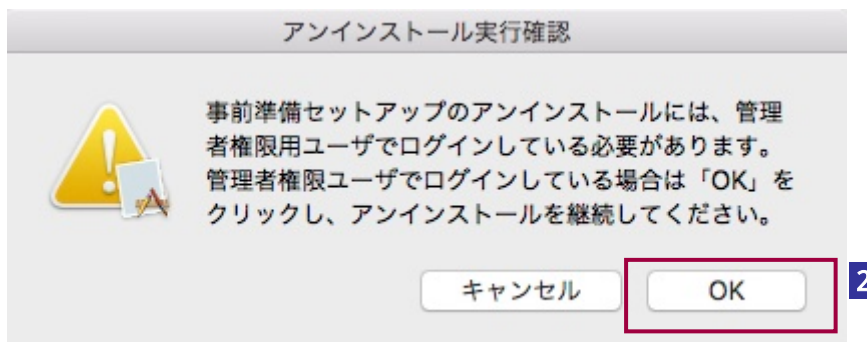 アンインストール実行確認
事前準備セットアップのアンインストールには、管理
者権限用ユーザでログインしている必要があります。
管理者権限ユーザでログインしている場合は「OK」を
クリックし、アンインストールを継続してください。
キャンセル
OK
2